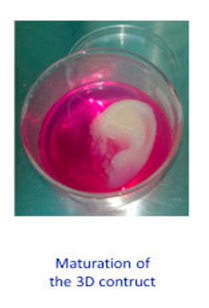 Maturation of
the 3D contruct